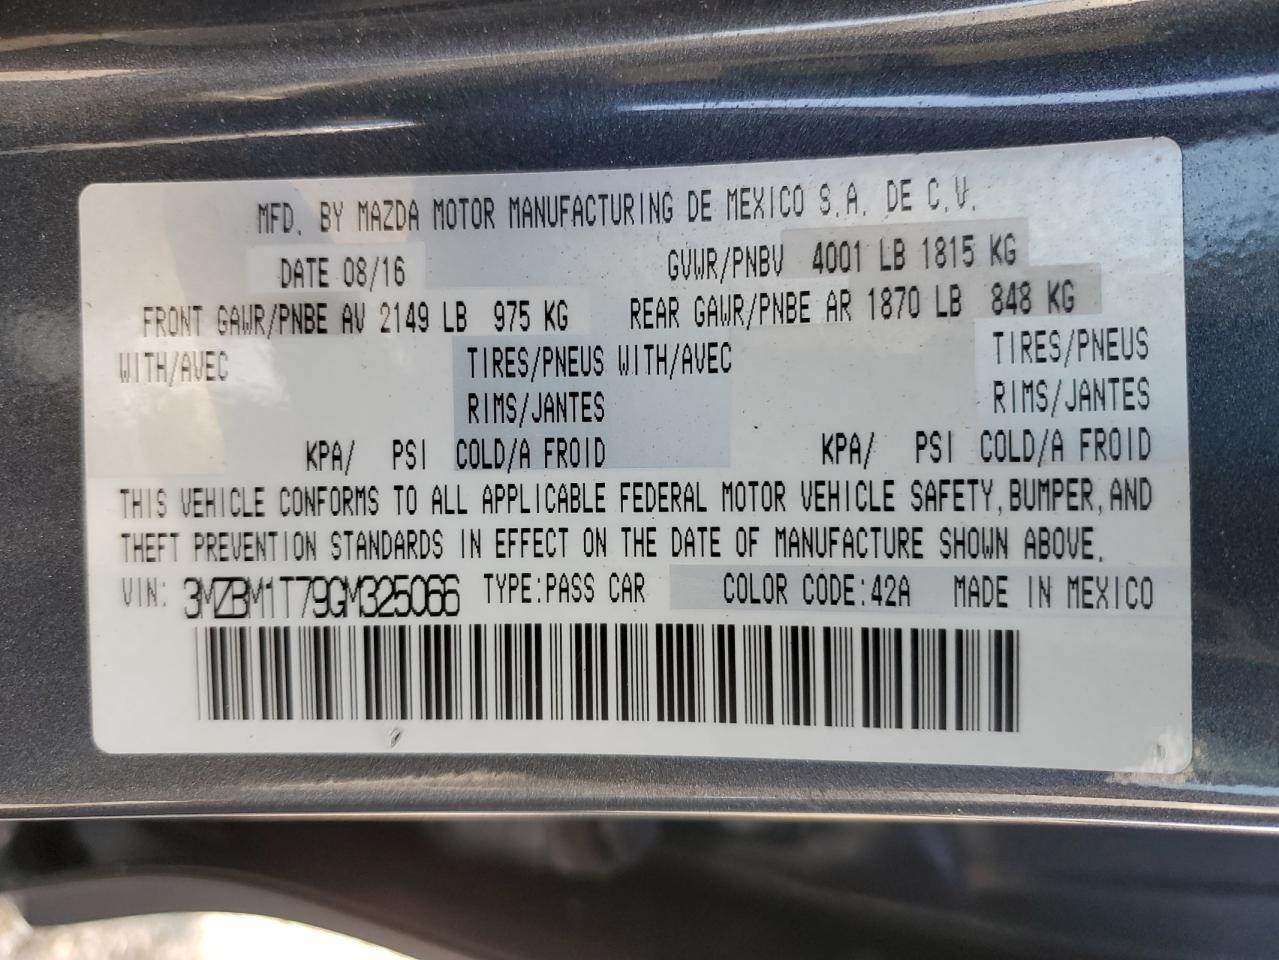 MFD. BY MAZDA MOTOR MANUFACTURING DE MEXICO S.A. DE C.V.
DATE 08/16 GVWR/PNBV 4001 LB 1815 KG
FRONT GAWR/PNBE AV 2149 LB 975 KG REAR GAWR/PNBE AR 1870 LB 848 KG
WITH/AVEC TIRES/PNEUS WITH/AVEC TIRES/PNEUS
RIMS/JANTES RIMS/JANTES
KPA/ PSI COLD/A FROID KPA/ PSI COLD/A FROID
THIS VEHICLE CONFORMS TO ALL APPLICABLE FEDERAL MOTOR VEHICLE SAFETY, BUMPER, AND
THEFT PREVENTION STANDARDS IN EFFECT ON THE DATE OF MANUFACTURE SHOWN ABOVE.
VIN: 3MZBM1T79GM325066 TYPE:PASS CAR COLOR CODE:42A MADE IN MEXICO